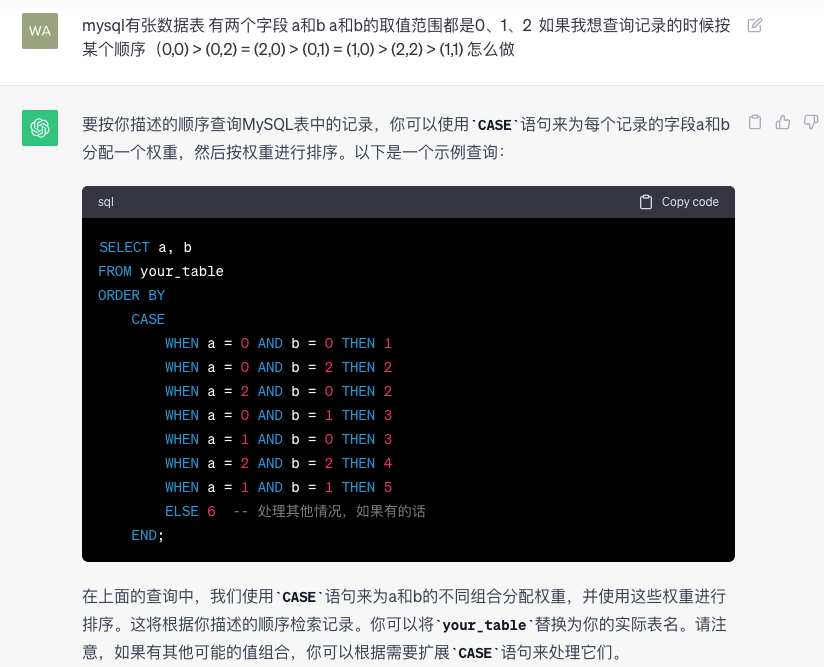 WA
mysql有张数据表 有两个字段 a和b a和b的取值范围都是0、1、2 如果我想查询记录的时候按
某个顺序（0,0) > (0,2) = (2,0) > (0,1) = (1,0) > (2,2) > (1,1) 怎么做
要按你描述的顺序查询MySQL表中的记录，你可以使用`CASE`语句来为每个记录的字段a和b
分配一个权重，然后按权重进行排序。以下是一个示例查询：
sql Copy code
SELECT a, b
FROM your_table
ORDER BY
    CASE
        WHEN a = 0 AND b = 0 THEN 1
        WHEN a = 0 AND b = 2 THEN 2
        WHEN a = 2 AND b = 0 THEN 2
        WHEN a = 0 AND b = 1 THEN 3
        WHEN a = 1 AND b = 0 THEN 3
        WHEN a = 2 AND b = 2 THEN 4
        WHEN a = 1 AND b = 1 THEN 5
        ELSE 6  -- 处理其他情况，如果有的话
    END;
在上面的查询中，我们使用`CASE`语句来为a和b的不同组合分配权重，并使用这些权重进行
排序。这将根据你描述的顺序检索记录。你可以将`your_table`替换为你的实际表名。请注
意，如果有其他可能的值组合，你可以根据需要扩展`CASE`语句来处理它们。